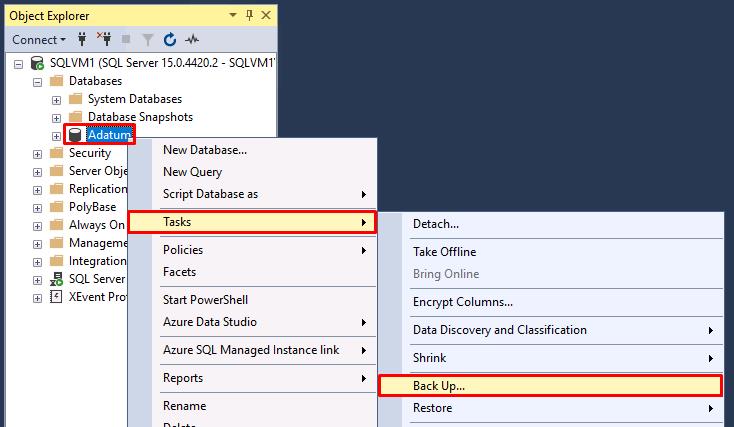 Object Explorer
Connect
SQLVM1 (SQL Server 15.0.4420.2 - SQLVM1
Databases
System Databases
Database Snapshots
Adatum
Security
Server Obje
Replication
PolyBase
Always On
Manageme
Integration
SQL Server
XEvent Pro
New Database...
New Query
Script Database as
Tasks
Policies
Facets
Start PowerShell
Azure Data Studio
Azure SQL Managed Instance link
Reports
Rename
Delete
Detach...
Take Offline
Bring Online
Encrypt Columns...
Data Discovery and Classification
Shrink
Back Up...
Restore